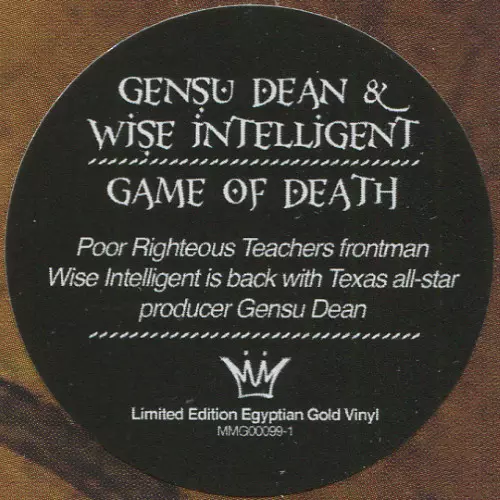 GENSU DEAN &
WISE INTELLIGENT
GAME OF DEATH
Poor Righteous Teachers frontman
Wise Intelligent is back with Texas all-star
producer Gensu Dean
Limited Edition Egyptian Gold Vinyl
MMG00099-1